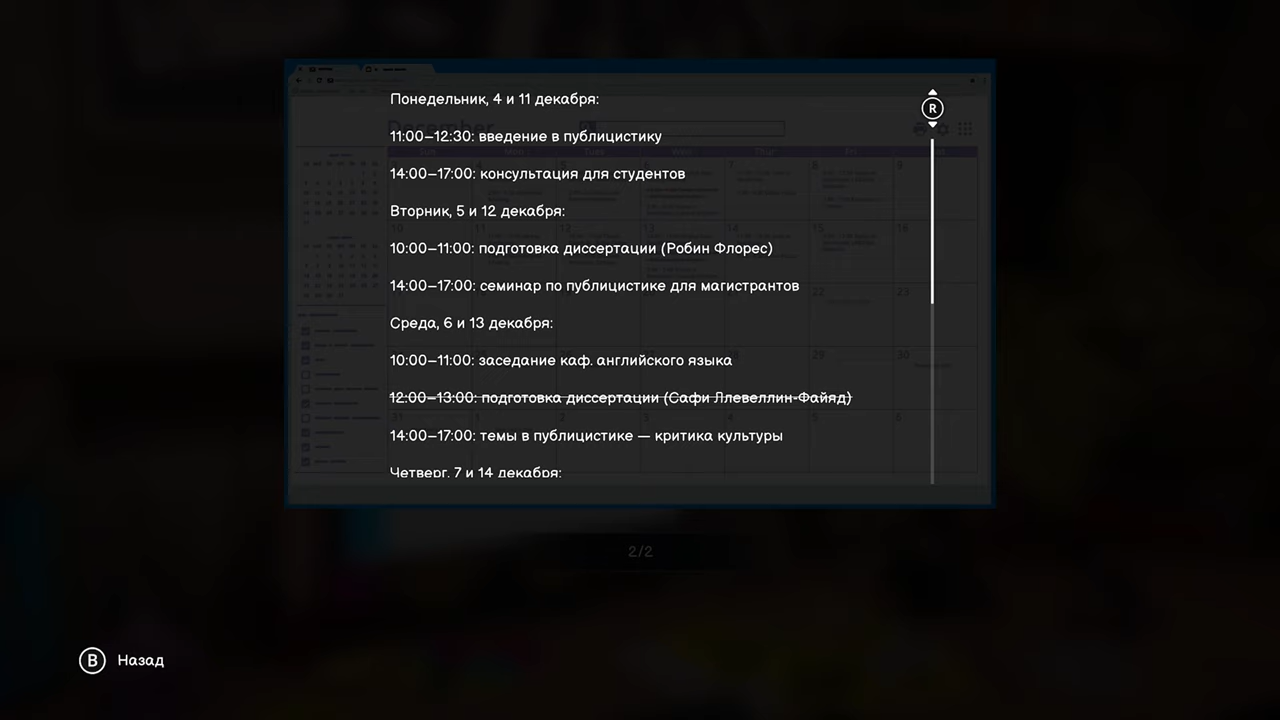 Понедельник, 4 и 11 декабря:
R
11:00–12:30: введение в публицистику
14:00–17:00: консультация для студентов
Вторник, 5 и 12 декабря:
10:00–11:00: подготовка диссертации (Робин Флорес)
14:00–17:00: семинар по публицистике для магистрантов
Среда, 6 и 13 декабря:
10:00–11:00: заседание каф. английского языка
12:00–13:00: подготовка диссертации (Сафи Ллевеллин-Файяд)
14:00–17:00: темы в публицистике — критика культуры
Четверг, 7 и 14 декабря:
2/2
B Назад